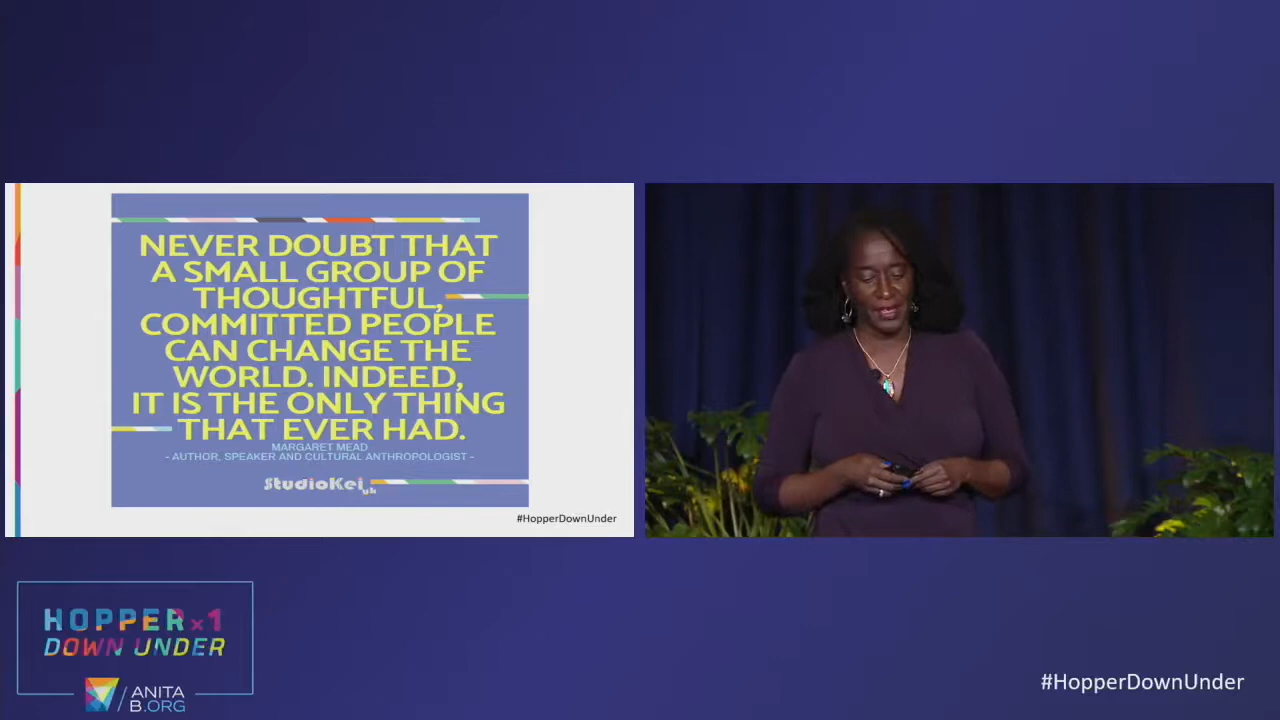 NEVER DOUBT THAT
A SMALL GROUP OF
THOUGHTFUL,
COMMITTED PEOPLE
CAN CHANGE THE
WORLD. INDEED,
IT IS THE ONLY THING
THAT EVER HAD.
MARGARET MEAD
- AUTHOR, SPEAKER AND CULTURAL ANTHROPOLOGIST -
StudioKei
uk
#HopperDownUnder
HOPPER x1
DOWN UNDER
ANITA
B.ORG
#HopperDownUnder